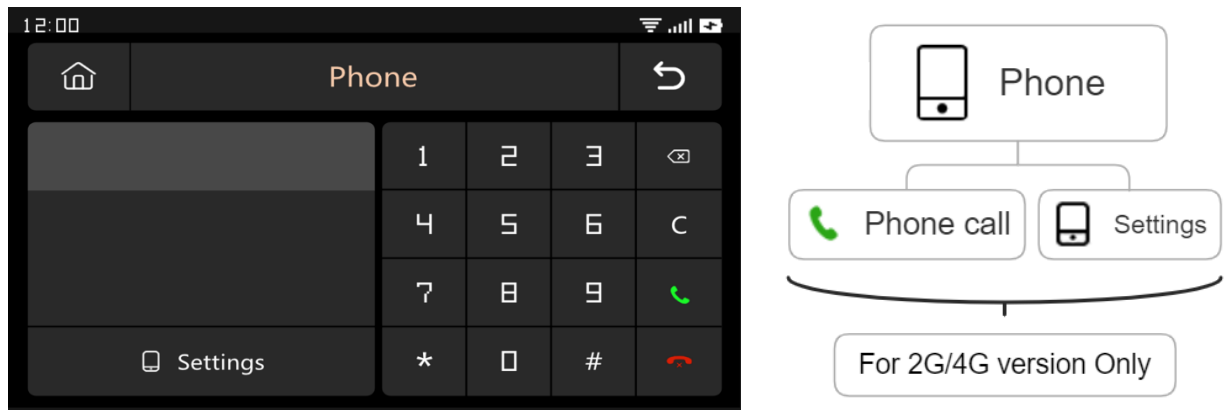 12:00
Phone
1 2 3
4 5 6 C
7 8 9
Settings * 0 #
Phone
Phone call Settings
For 2G/4G version Only